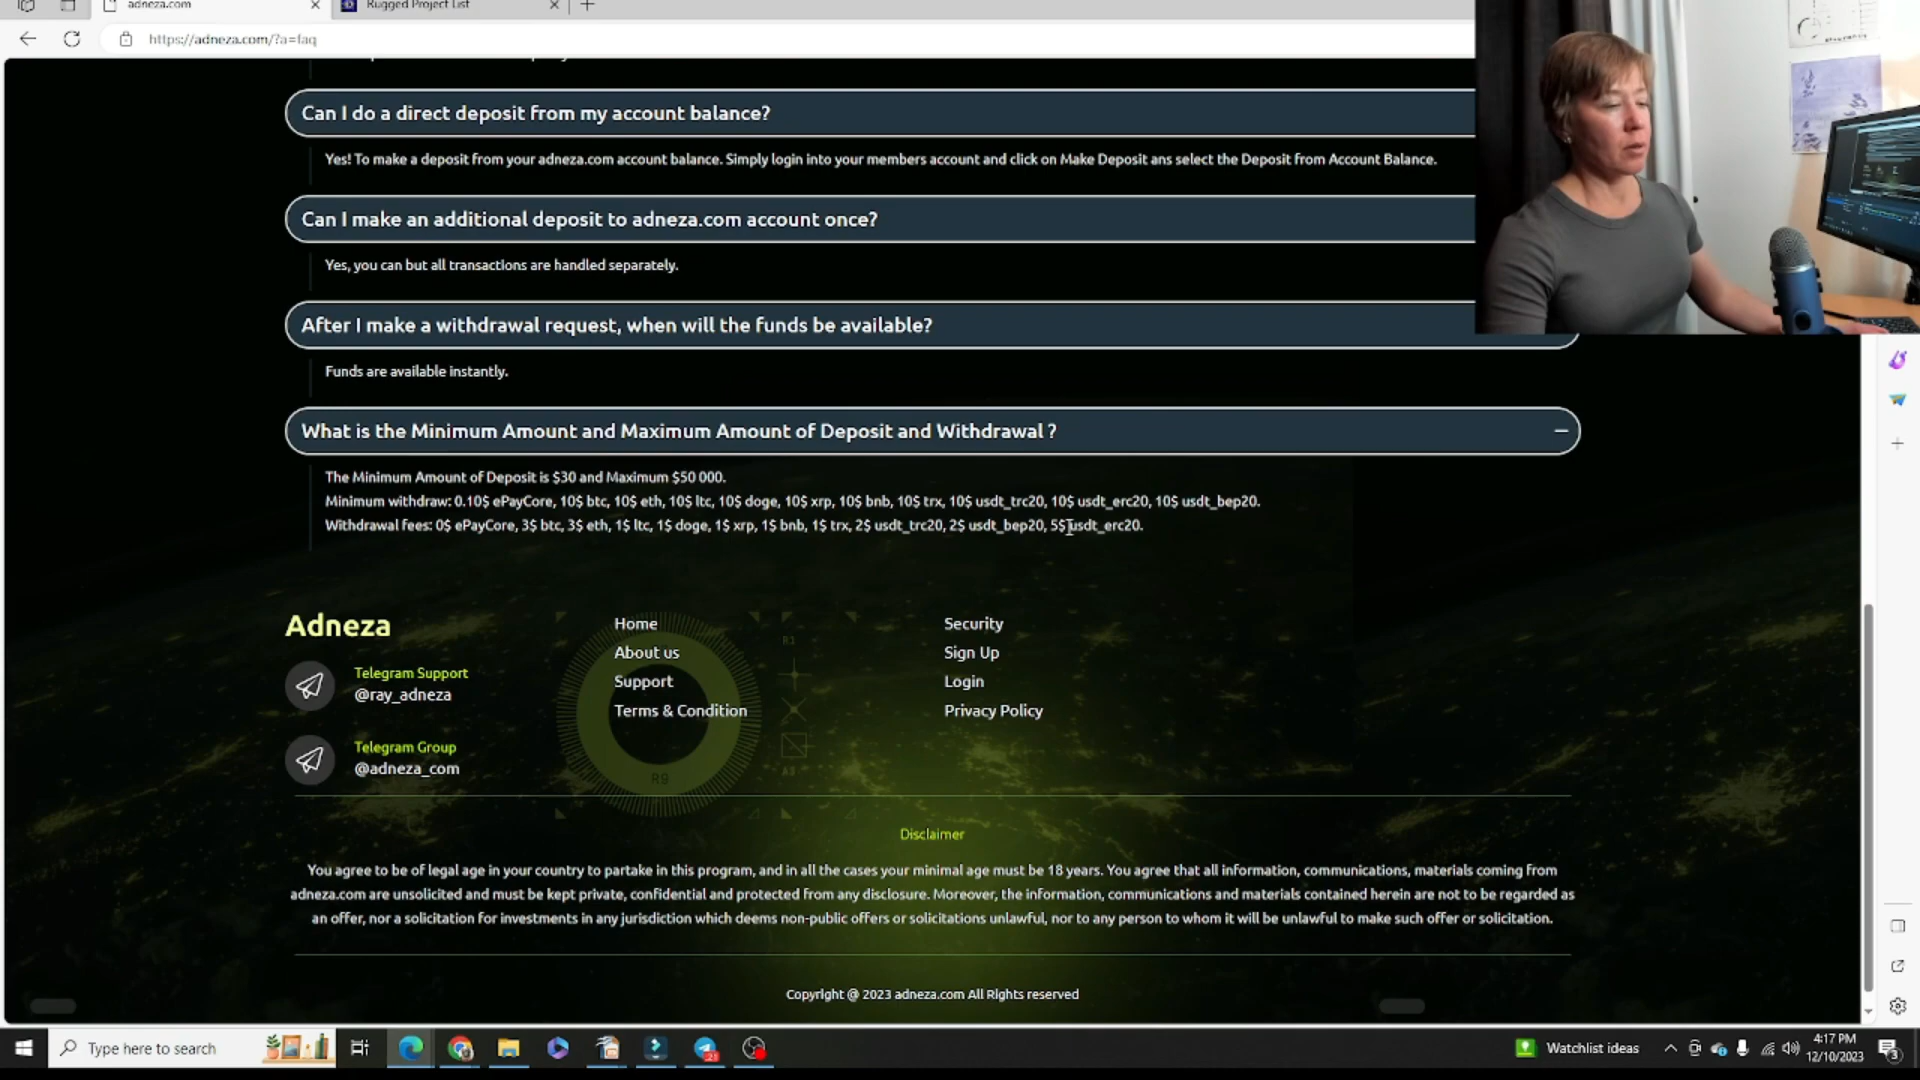 adneza.com
Rugged Project List
https://adneza.com/?a=faq
Can I do a direct deposit from my account balance?
Yes! To make a deposit from your adneza.com account balance. Simply login into your members account and click on Make Deposit ans select the Deposit from Account Balance.
Can I make an additional deposit to adneza.com account once?
Yes, you can but all transactions are handled separately.
After I make a withdrawal request, when will the funds be available?
Funds are available instantly.
What is the Minimum Amount and Maximum Amount of Deposit and Withdrawal ?
The Minimum Amount of Deposit is $30 and Maximum $50 000.
Minimum withdraw: 0.10$ ePayCore, 10$ btc, 10$ eth, 10$ ltc, 10$ doge, 10$ xrp, 10$ bnb, 10$ trx, 10$ usdt_trc20, 10$ usdt_erc20, 10$ usdt_bep20.
Withdrawal fees: 0$ ePayCore, 3$ btc, 3$ eth, 1$ ltc, 1$ doge, 1$ xrp, 1$ bnb, 1$ trx, 2$ usdt_trc20, 2$ usdt_bep20, 5$ usdt_erc20.
Adneza
Telegram Support
@ray_adneza
Telegram Group
@adneza_com
Home
About us
Support
Terms & Condition
R1
R9
Security
Sign Up
Login
Privacy Policy
Disclaimer
You agree to be of legal age in your country to partake in this program, and in all the cases your minimal age must be 18 years. You agree that all information, communications, materials coming from
adneza.com are unsolicited and must be kept private, confidential and protected from any disclosure. Moreover, the information, communications and materials contained herein are not to be regarded as
an offer, nor a solicitation for investments in any jurisdiction which deems non-public offers or solicitations unlawful, nor to any person to whom it will be unlawful to make such offer or solicitation.
Copyright @ 2023 adneza.com All Rights reserved
Type here to search
Watchlist ideas
4:17 PM
12/10/2023
3